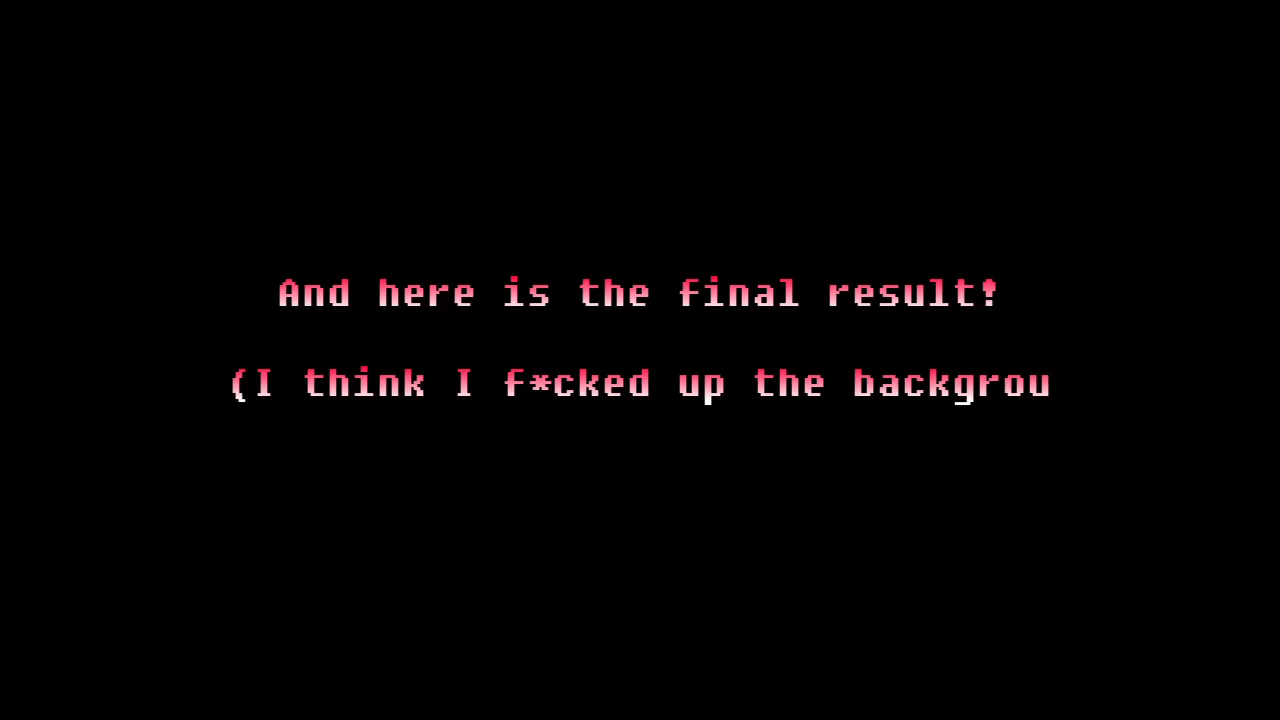 And here is the final result!
(I think I f*cked up the backgrou